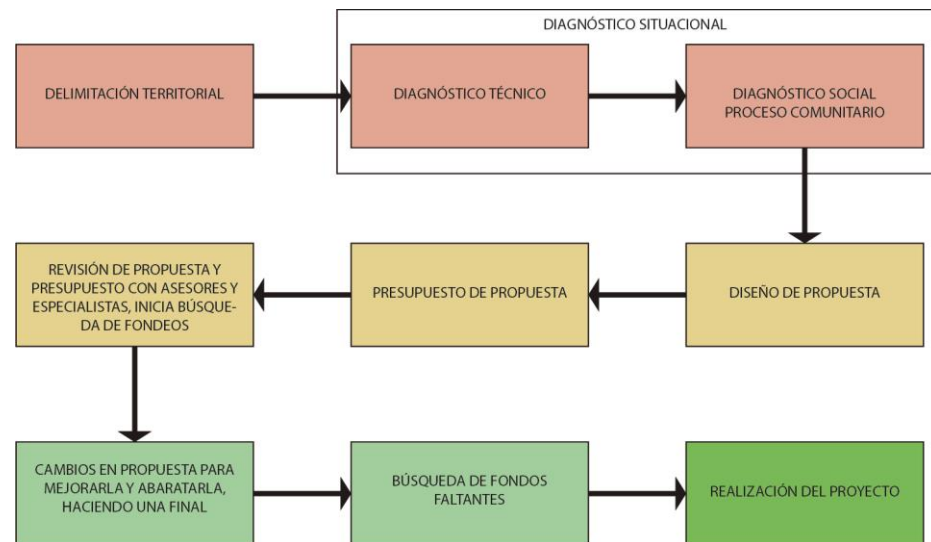 DIAGNÓSTICO SITUACIONAL
DELIMITACIÓN TERRITORIAL
DIAGNÓSTICO TÉCNICO
DIAGNÓSTICO SOCIAL
PROCESO COMUNITARIO
REVISIÓN DE PROPUESTA Y
PRESUPUESTO CON ASESORES Y
ESPECIALISTAS, INICIA BÚSQUE-
DA DE FONDEOS
PRESUPUESTO DE PROPUESTA
DISEÑO DE PROPUESTA
CAMBIOS EN PROPUESTA PARA
MEJORARLA Y ABARATARLA,
HACIENDO UNA FINAL
BÚSQUEDA DE FONDOS
FALTANTES
REALIZACIÓN DEL PROYECTO